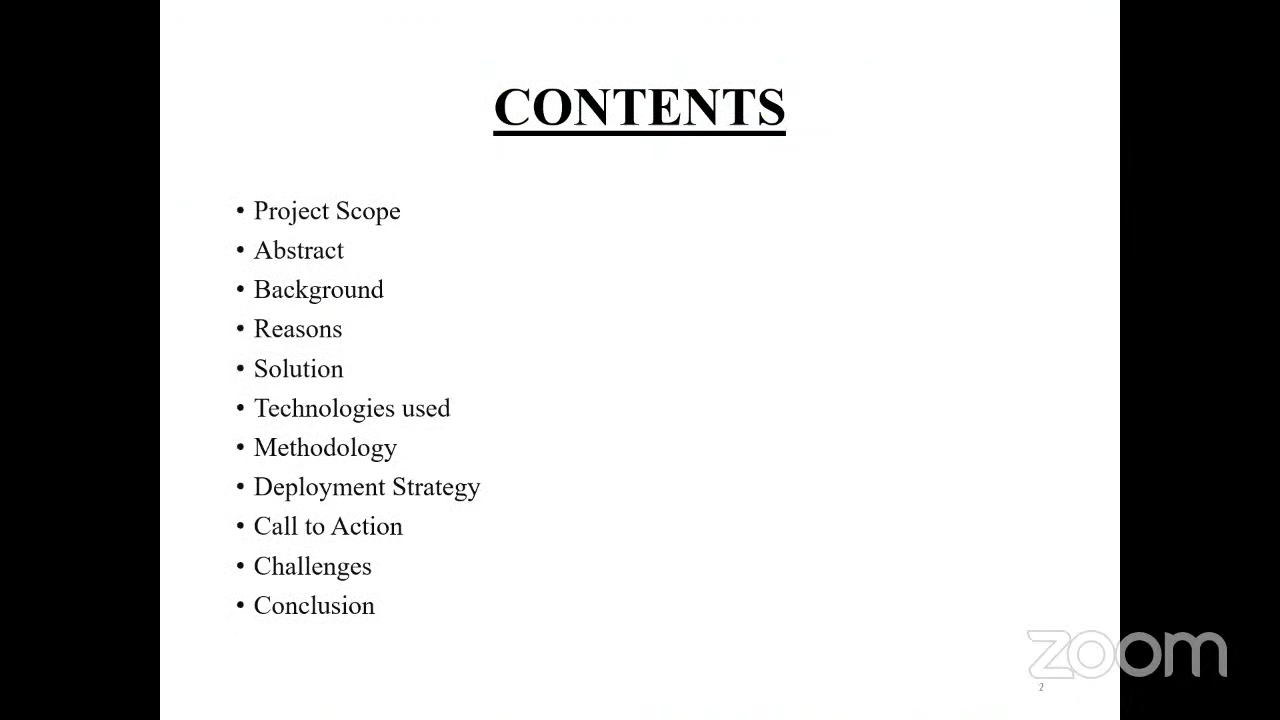 CONTENTS
• Project Scope
• Abstract
• Background
• Reasons
• Solution
• Technologies used
• Methodology
• Deployment Strategy
• Call to Action
• Challenges
• Conclusion
zoom
2